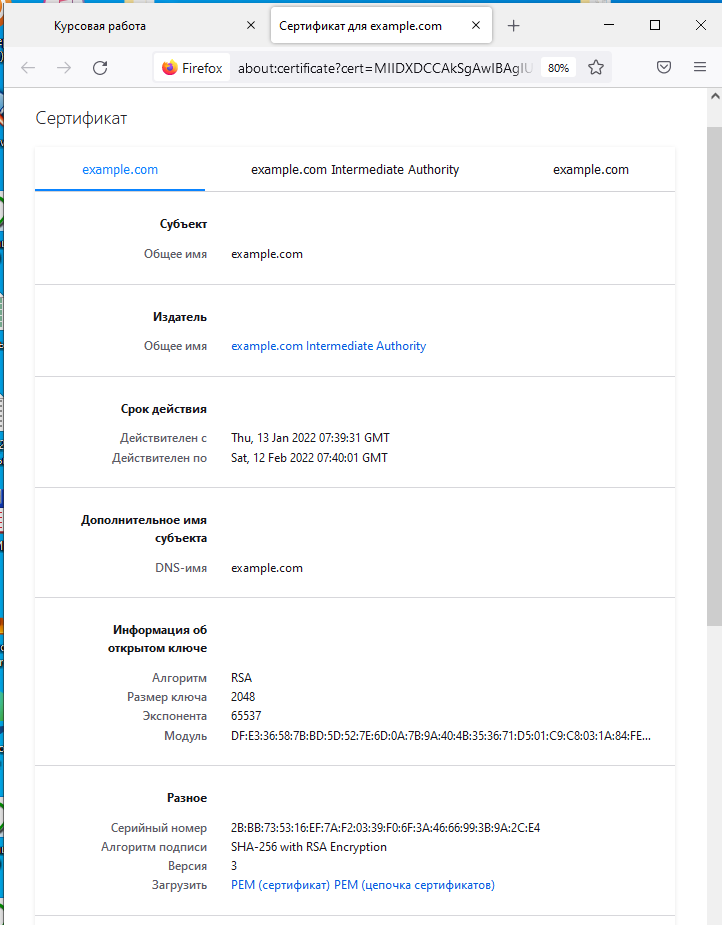 Курсовая работа
Сертификат для example.com
Firefox
about:certificate?cert=MIIDXDCCAkSgAwIBAgIU
80%
Сертификат
example.com
example.com Intermediate Authority
example.com
Субъект
Общее имя example.com
Издатель
Общее имя example.com Intermediate Authority
Срок действия
Действителен с Thu, 13 Jan 2022 07:39:31 GMT
Действителен по Sat, 12 Feb 2022 07:40:01 GMT
Дополнительное имя
субъекта
DNS-имя example.com
Информация об
открытом ключе
Алгоритм RSA
Размер ключа 2048
Экспонента 65537
Модуль DF:E3:36:58:7B:BD:5D:52:7E:6D:0A:7B:9A:40:4B:35:36:71:D5:01:C9:C8:03:1A:84:FE...
Разное
Серийный номер 2B:BB:73:53:16:EF:7A:F2:03:39:F0:6F:3A:46:66:99:3B:9A:2C:E4
Алгоритм подписи SHA-256 with RSA Encryption
Версия 3
Загрузить PEM (сертификат) PEM (цепочка сертификатов)